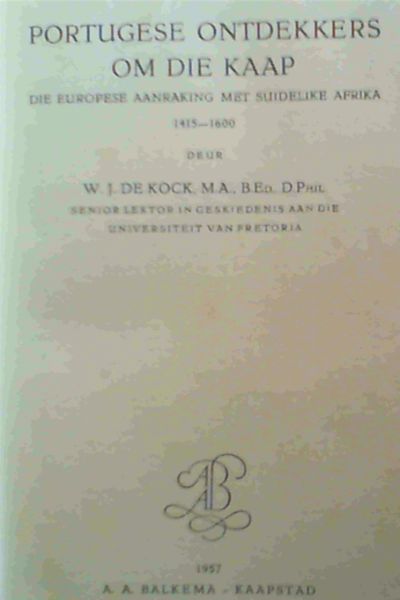 PORTUGESE ONTDEKKERS
OM DIE KAAP
DIE EUROPESE AANRAKING MET SUIDELIKE AFRIKA
1415—1600
DEUR
W. J. DE KOCK, M.A., B.ED. D.PHIL
SENIOR LEKTOR IN GESKIEDENIS AAN DIE
UNIVERSITEIT VAN PRETORIA
AAB
1957
A. A. BALKEMA - KAAPSTAD